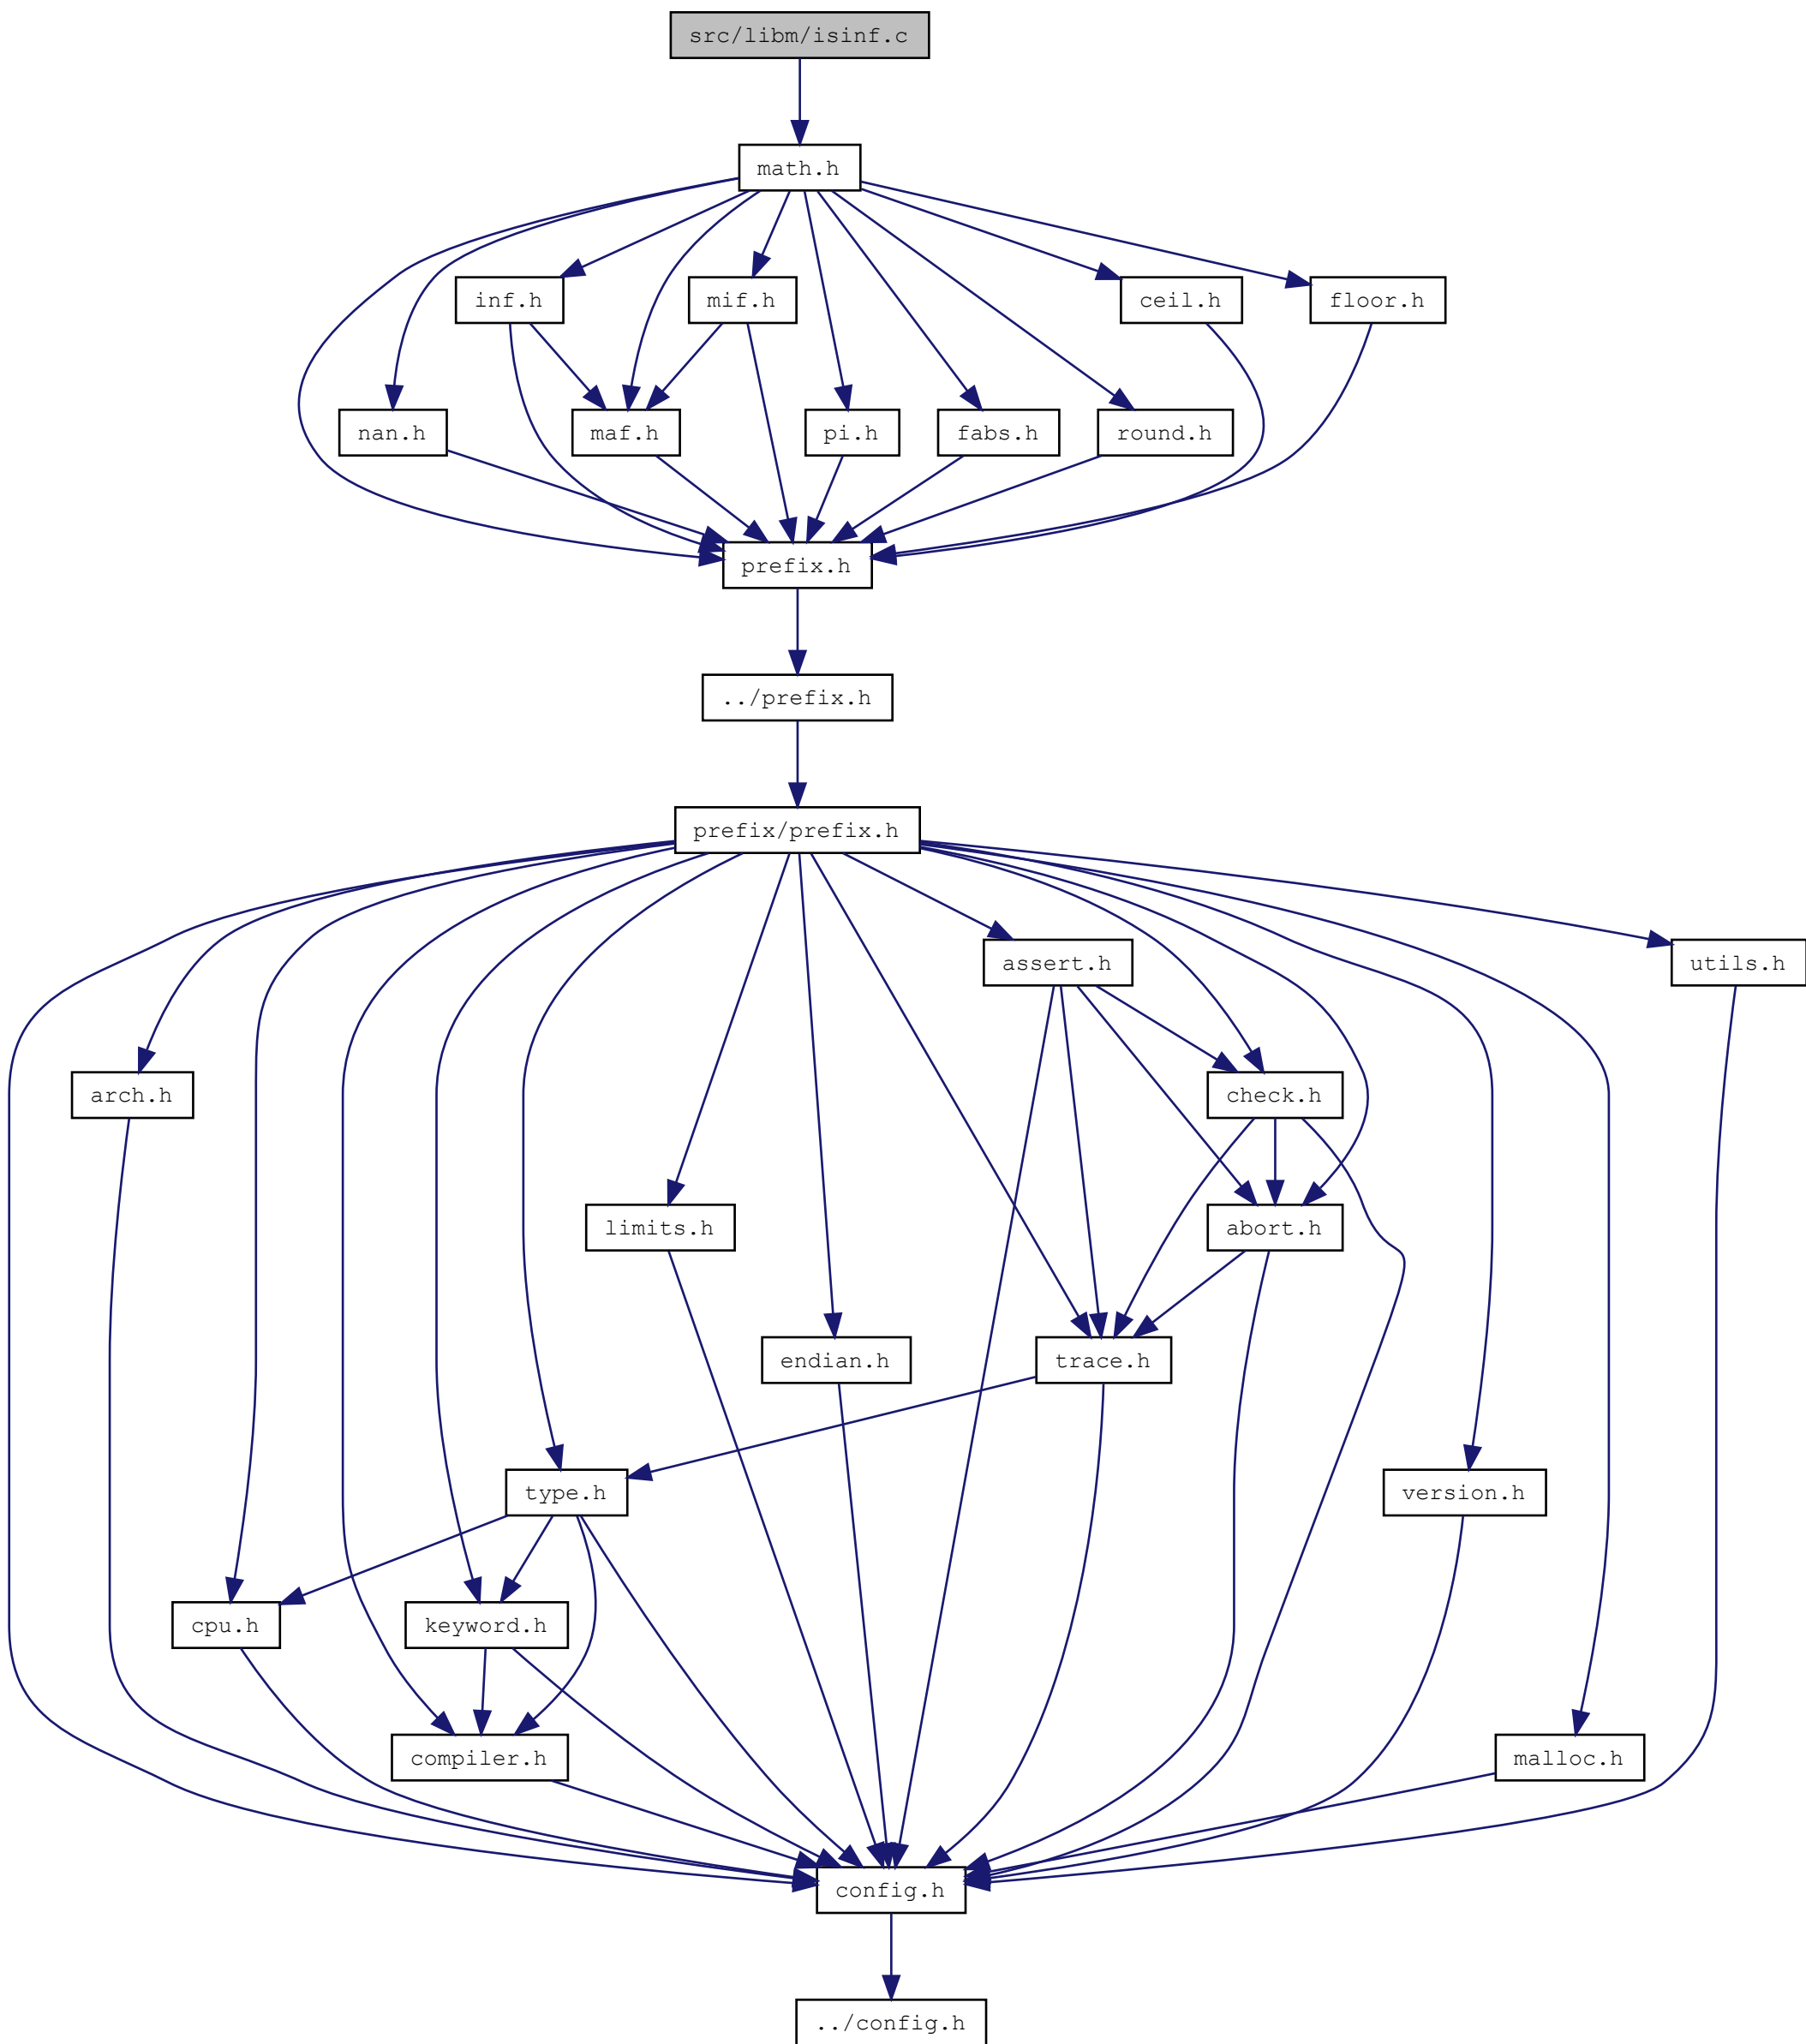 src/libm/isinf.c
math.h
inf.h
mif.h
ceil.h
floor.h
nan.h
maf.h
pi.h
fabs.h
round.h
prefix.h
../prefix.h
prefix/prefix.h
assert.h
utils.h
arch.h
check.h
limits.h
abort.h
endian.h
trace.h
type.h
version.h
cpu.h
keyword.h
compiler.h
malloc.h
config.h
../config.h